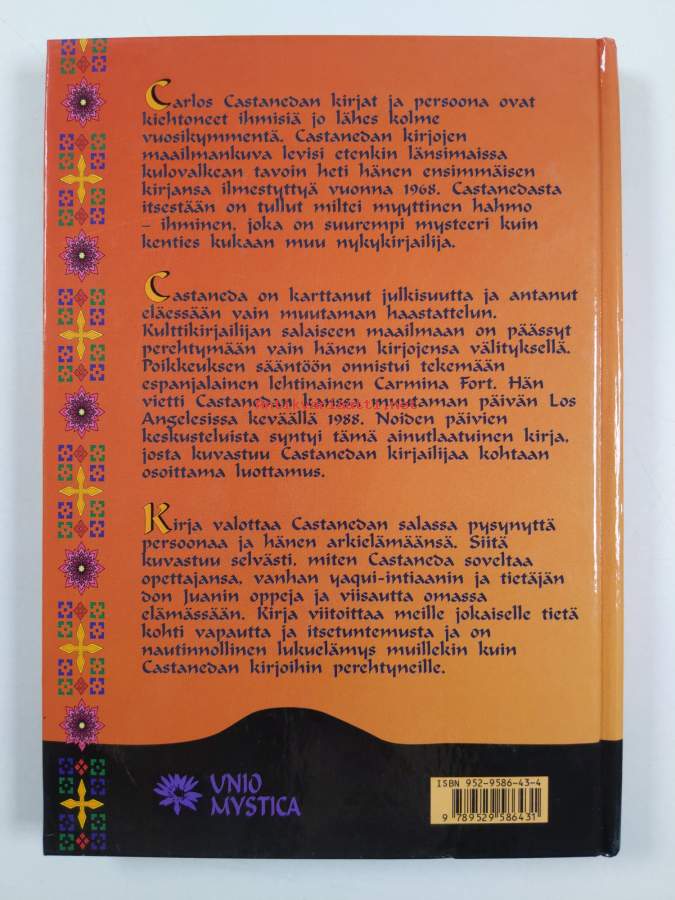 Carlos Castanedan kirjat ja persoona ovat
kiehtoneet ihmisiä jo lähes kolme
vuosikymmentä. Castanedan kirjojen
maailmankuva levisi etenkin länsimaissa
kulovalkean tavoin heti hänen ensimmäisen
kirjansa ilmestyttyä vuonna 1968. Castanedasta
itsestään on tullut miltei myyttinen hahmo
– ihminen, joka on suurempi mysteeri kuin
kenties kukaan muu nykykirjailija.
Castaneda on karttanut julkisuutta ja antanut
eläessään vain muutaman haastattelun.
Kulttikirjailijan salaiseen maailmaan on päässyt
perehtymään vain hänen kirjojensa välityksellä.
Poikkeuksen sääntöön onnistui tekemään
espanjalainen lehtinainen Carmina Fort. Hän
vietti Castanedan kanssa muutaman päivän Los
Angelesissa keväällä 1988. Noiden päivien
keskusteluista syntyi tämä ainutlaatuinen kirja,
josta kuvastuu Castanedan kirjailijaa kohtaan
osoittama luottamus.
Kirja valottaa Castanedan salassa pysynyttä
persoonaa ja hänen arkielämäänsä. Siitä
kuvastuu selvästi, miten Castaneda soveltaa
opettajansa, vanhan yaqui-intiaanin ja tietäjän
don Juanin oppeja ja viisautta omassa
elämässään. Kirja viitoittaa meille jokaiselle tietä
kohti vapautta ja itsetuntemusta ja on
nautinnollinen lukuelämys muillekin kuin
Castanedan kirjoihin perehtyneille.
UNIO
MYSTICA
ISBN 952-9586-43-4
9 789529 586431